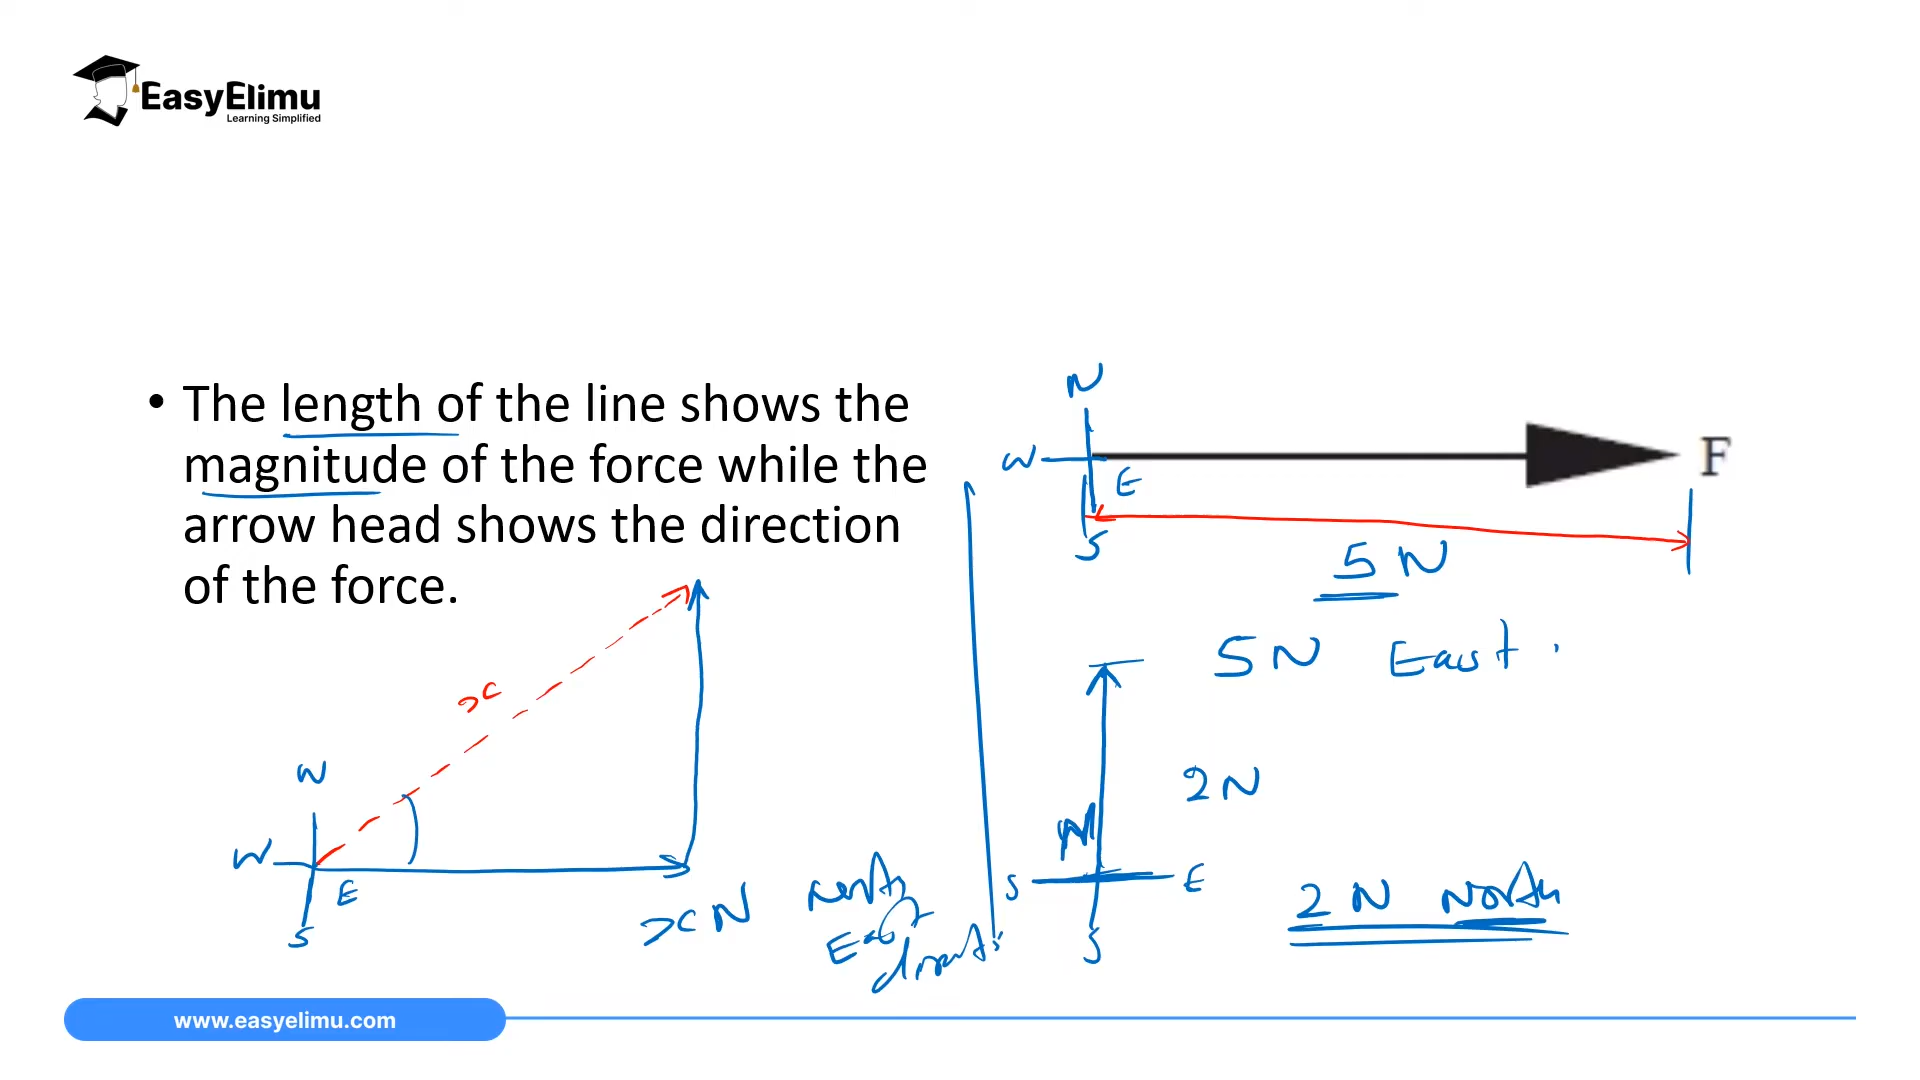 EasyElimu
Learning Simplified
• The length of the line shows the
magnitude of the force while the
arrow head shows the direction
of the force.
N
W
E
S
F
5 N
5 N East .
2 N
N
S
E
S
2 N North
x
N
W
E
S
x N North
East
www.easyelimu.com